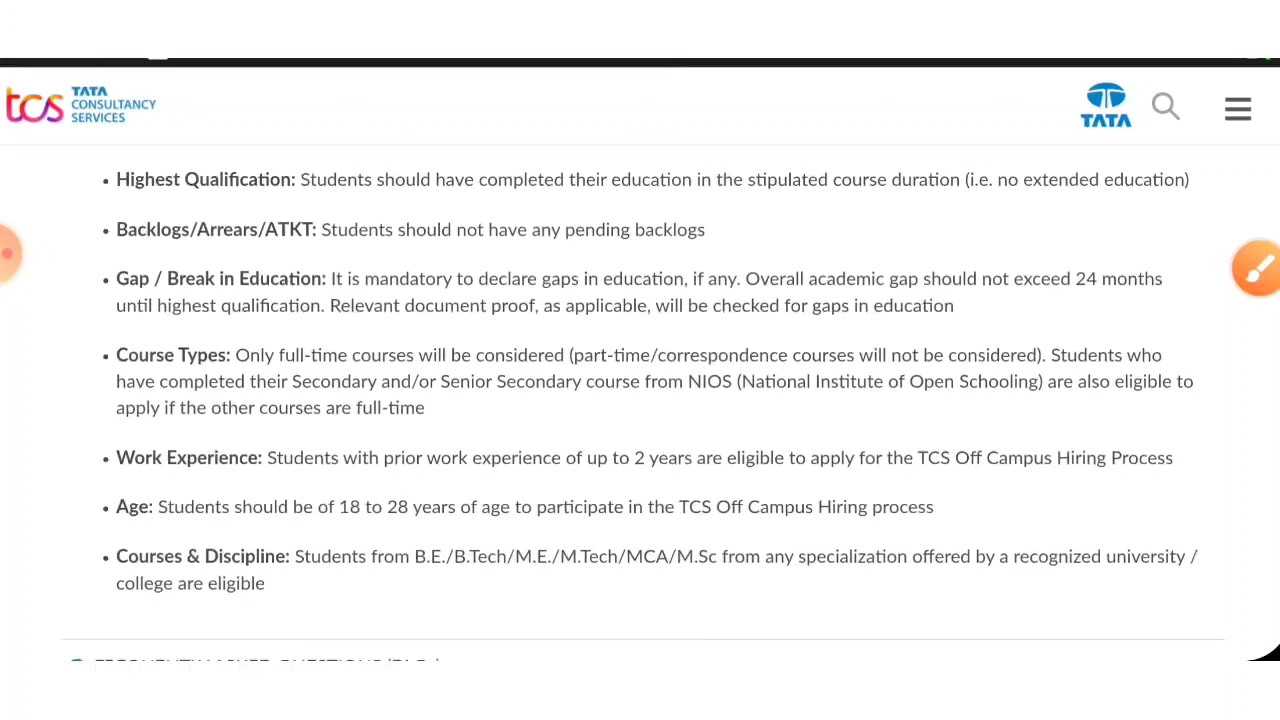 tcs TATA
CONSULTANCY
SERVICES
TATA
• Highest Qualification: Students should have completed their education in the stipulated course duration (i.e. no extended education)
• Backlogs/Arrears/ATKT: Students should not have any pending backlogs
• Gap / Break in Education: It is mandatory to declare gaps in education, if any. Overall academic gap should not exceed 24 months
until highest qualification. Relevant document proof, as applicable, will be checked for gaps in education
• Course Types: Only full-time courses will be considered (part-time/correspondence courses will not be considered). Students who
have completed their Secondary and/or Senior Secondary course from NIOS (National Institute of Open Schooling) are also eligible to
apply if the other courses are full-time
• Work Experience: Students with prior work experience of up to 2 years are eligible to apply for the TCS Off Campus Hiring Process
• Age: Students should be of 18 to 28 years of age to participate in the TCS Off Campus Hiring process
• Courses & Discipline: Students from B.E./B.Tech/M.E./M.Tech/MCA/M.Sc from any specialization offered by a recognized university /
college are eligible